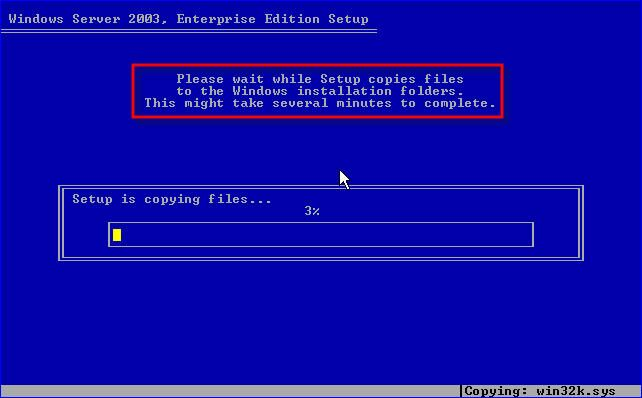 Windows Server 2003, Enterprise Edition Setup
Please wait while Setup copies files
to the Windows installation folders.
This might take several minutes to complete.
Setup is copying files...
3%
Copying: win32k.sys